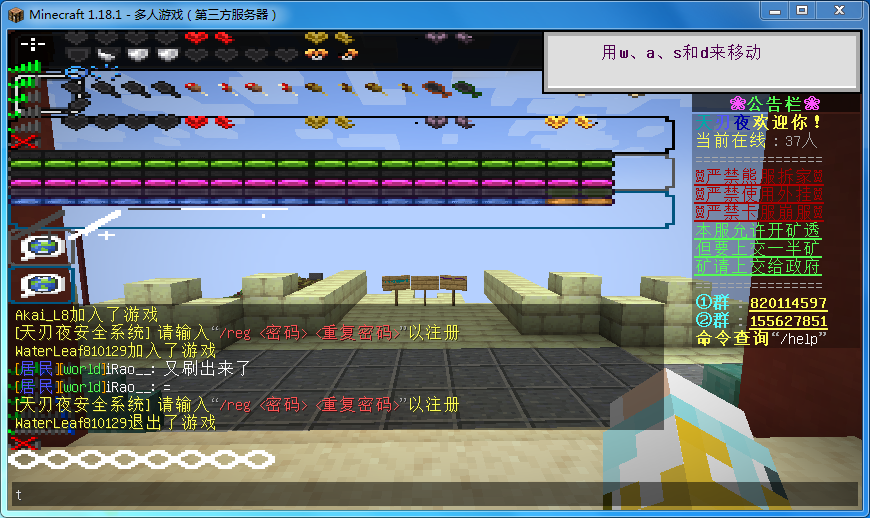 Minecraft 1.18.1 - 多人游戏（第三方服务器）
用w、a、s和d来移动
❀公告栏❀
天刃夜欢迎你！
当前在线：37人
==============
严禁熊服拆家
严禁使用外挂
严禁卡服崩服
本服允许开矿透
但要上交一半矿
矿请上交给政府
==============
①群：820114597
②群：155627851
命令查询“/help”
Akai_L8加入了游戏
[天刃夜安全系统] 请输入“/reg <密码> <重复密码>”以注册
WaterLeaf810129加入了游戏
[居民][world]iRao__: 又刷出来了
[居民][world]iRao__: =
[天刃夜安全系统] 请输入“/reg <密码> <重复密码>”以注册
WaterLeaf810129退出了游戏
t